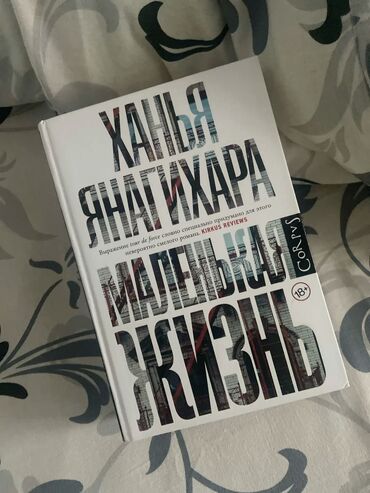 ХАНЬЯ
ЯНАГИХАРА
Выражение tour de force словно специально придумано для этого
невероятно смелого романа. KIRKUS REVIEWS
МАЛЕНЬКАЯ
ЖИЗНЬ
CORPUS
18+